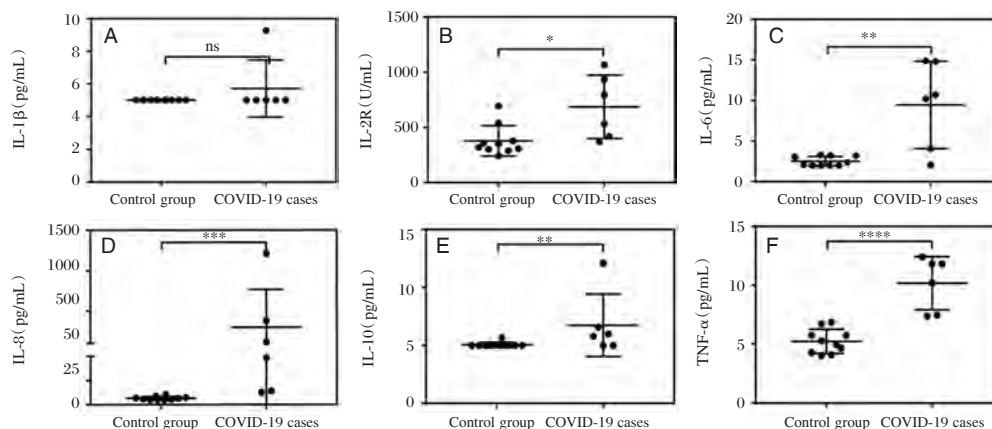 A
IL-1β(pg/mL)
10
8
6
4
2
0
ns
Control group
COVID-19 cases
B
IL-2R(U/mL)
1500
1000
500
0
*
Control group
COVID-19 cases
C
IL-6(pg/mL)
20
15
10
5
0
**
Control group
COVID-19 cases
D
IL-8(pg/mL)
1500
1000
500
50
25
0
***
Control group
COVID-19 cases
E
IL-10(pg/mL)
15
10
5
0
**
Control group
COVID-19 cases
F
TNF-α(pg/mL)
15
10
5
0
****
Control group
COVID-19 cases